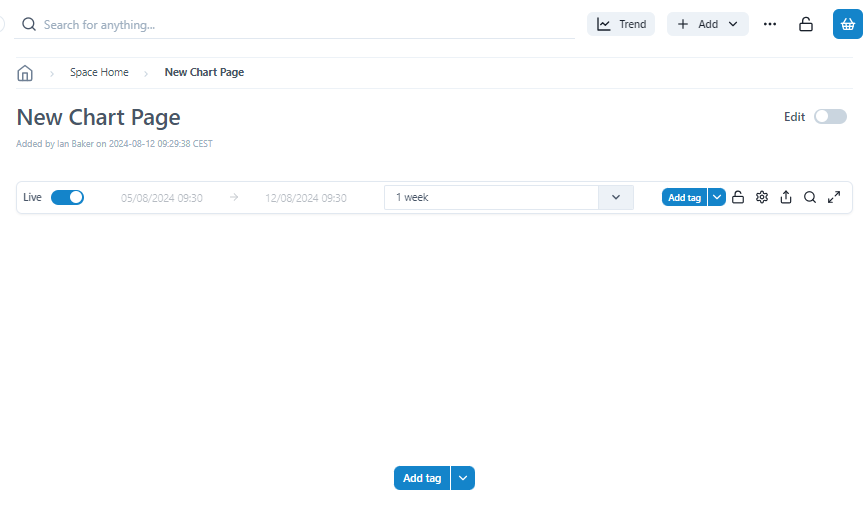 Search for anything...
Trend
Add
Space Home
New Chart Page
New Chart Page
Edit
Added by Ian Baker on 2024-08-12 09:29:38 CEST
Live
05/08/2024 09:30
12/08/2024 09:30
1 week
Add tag
Add tag